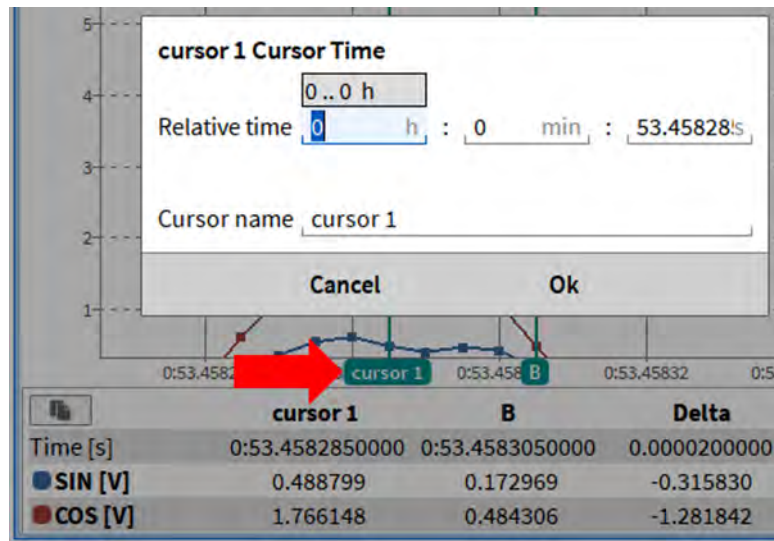 5
cursor 1 Cursor Time
0 .. 0 h
4
Relative time 0 h : 0 min : 53.45828 s
3
Cursor name cursor 1
2
Cancel Ok
1
0:53.4582 cursor 1 0:53.458 B 0:53.45832 0:5
cursor 1 B Delta
Time [s] 0:53.4582850000 0:53.4583050000 0.0000200000
SIN [V] 0.488799 0.172969 -0.315830
COS [V] 1.766148 0.484306 -1.281842